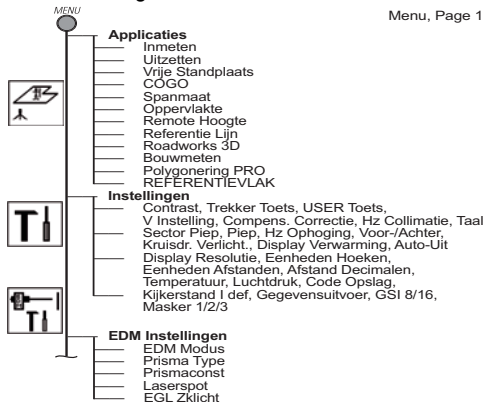 MENU
Menu, Page 1
Applicaties
Inmeten
Uitzetten
Vrije Standplaats
COGO
Spanmaat
Oppervlakte
Remote Hoogte
Referentie Lijn
Roadworks 3D
Bouwmeten
Polygonering PRO
REFERENTIEVLAK
Instellingen
Contrast, Trekker Toets, USER Toets,
V Instelling, Compens. Correctie, Hz Collimatie, Taal
Sector Piep, Piep, Hz Ophoging, Voor-/Achter,
Kruisdr. Verlicht., Display Verwarming, Auto-Uit
Display Resolutie, Eenheden Hoeken,
Eenheden Afstanden, Afstand Decimalen,
Temperatuur, Luchtdruk, Code Opslag,
Kijkerstand I def, Gegevensuitvoer, GSI 8/16,
Masker 1/2/3
EDM Instellingen
EDM Modus
Prisma Type
Prismaconst
Laserspot
EGL Zklicht